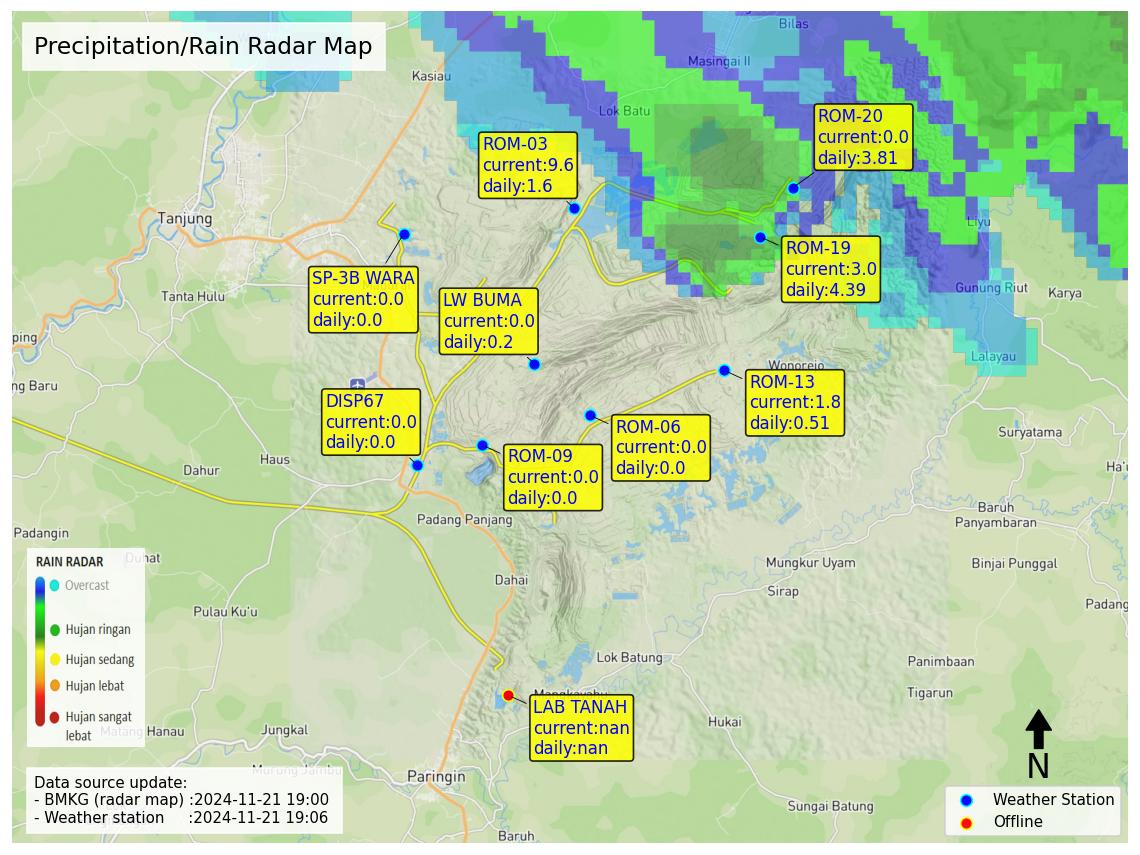 Precipitation/Rain Radar Map
Bilas
Masingai II
Kasiau
Lok Batu
ROM-20
current:0.0
daily:3.81
ROM-03
current:9.6
daily:1.6
Tanjung
Liyu
ROM-19
current:3.0
daily:4.39
SP-3B WARA
current:0.0
daily:0.0
Tanta Hulu
LW BUMA
current:0.0
daily:0.2
Gunung Riut
Karya
ping
Lalayau
Wonorejo
ng Baru
ROM-13
current:1.8
daily:0.51
DISP67
current:0.0
daily:0.0
ROM-06
current:0.0
daily:0.0
Suryatama
Haus
Dahur
ROM-09
current:0.0
daily:0.0
Ha'u
Padang Panjang
Baruh
Panyambaran
Padangin
Duhat
RAIN RADAR
Overcast
Hujan ringan
Hujan sedang
Hujan lebat
Hujan sangat
lebat
Mungkur Uyam
Binjai Punggal
Dahai
Sirap
Padang
Pulau Ku'u
Lok Batung
Panimbaan
Tigarun
LAB TANAH
current:nan
daily:nan
Hukai
Matang Hanau
Jungkal
Murung Jambu
Paringin
Data source update:
- BMKG (radar map) :2024-11-21 19:00
- Weather station :2024-11-21 19:06
N
Sungai Batung
Baruh
Weather Station
Offline